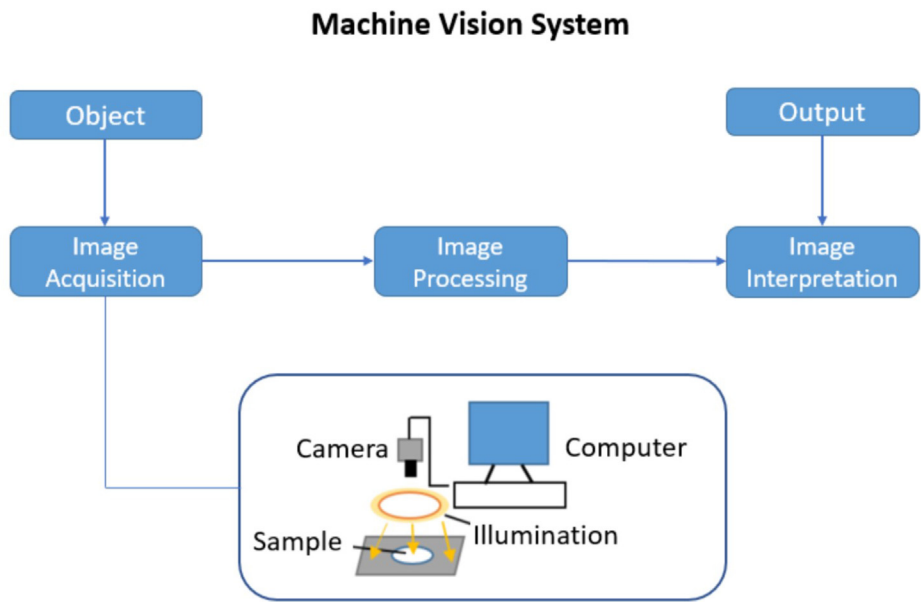 Machine Vision System
Object
Output
Image
Acquisition
Image
Processing
Image
Interpretation
Camera
Computer
Sample
Illumination